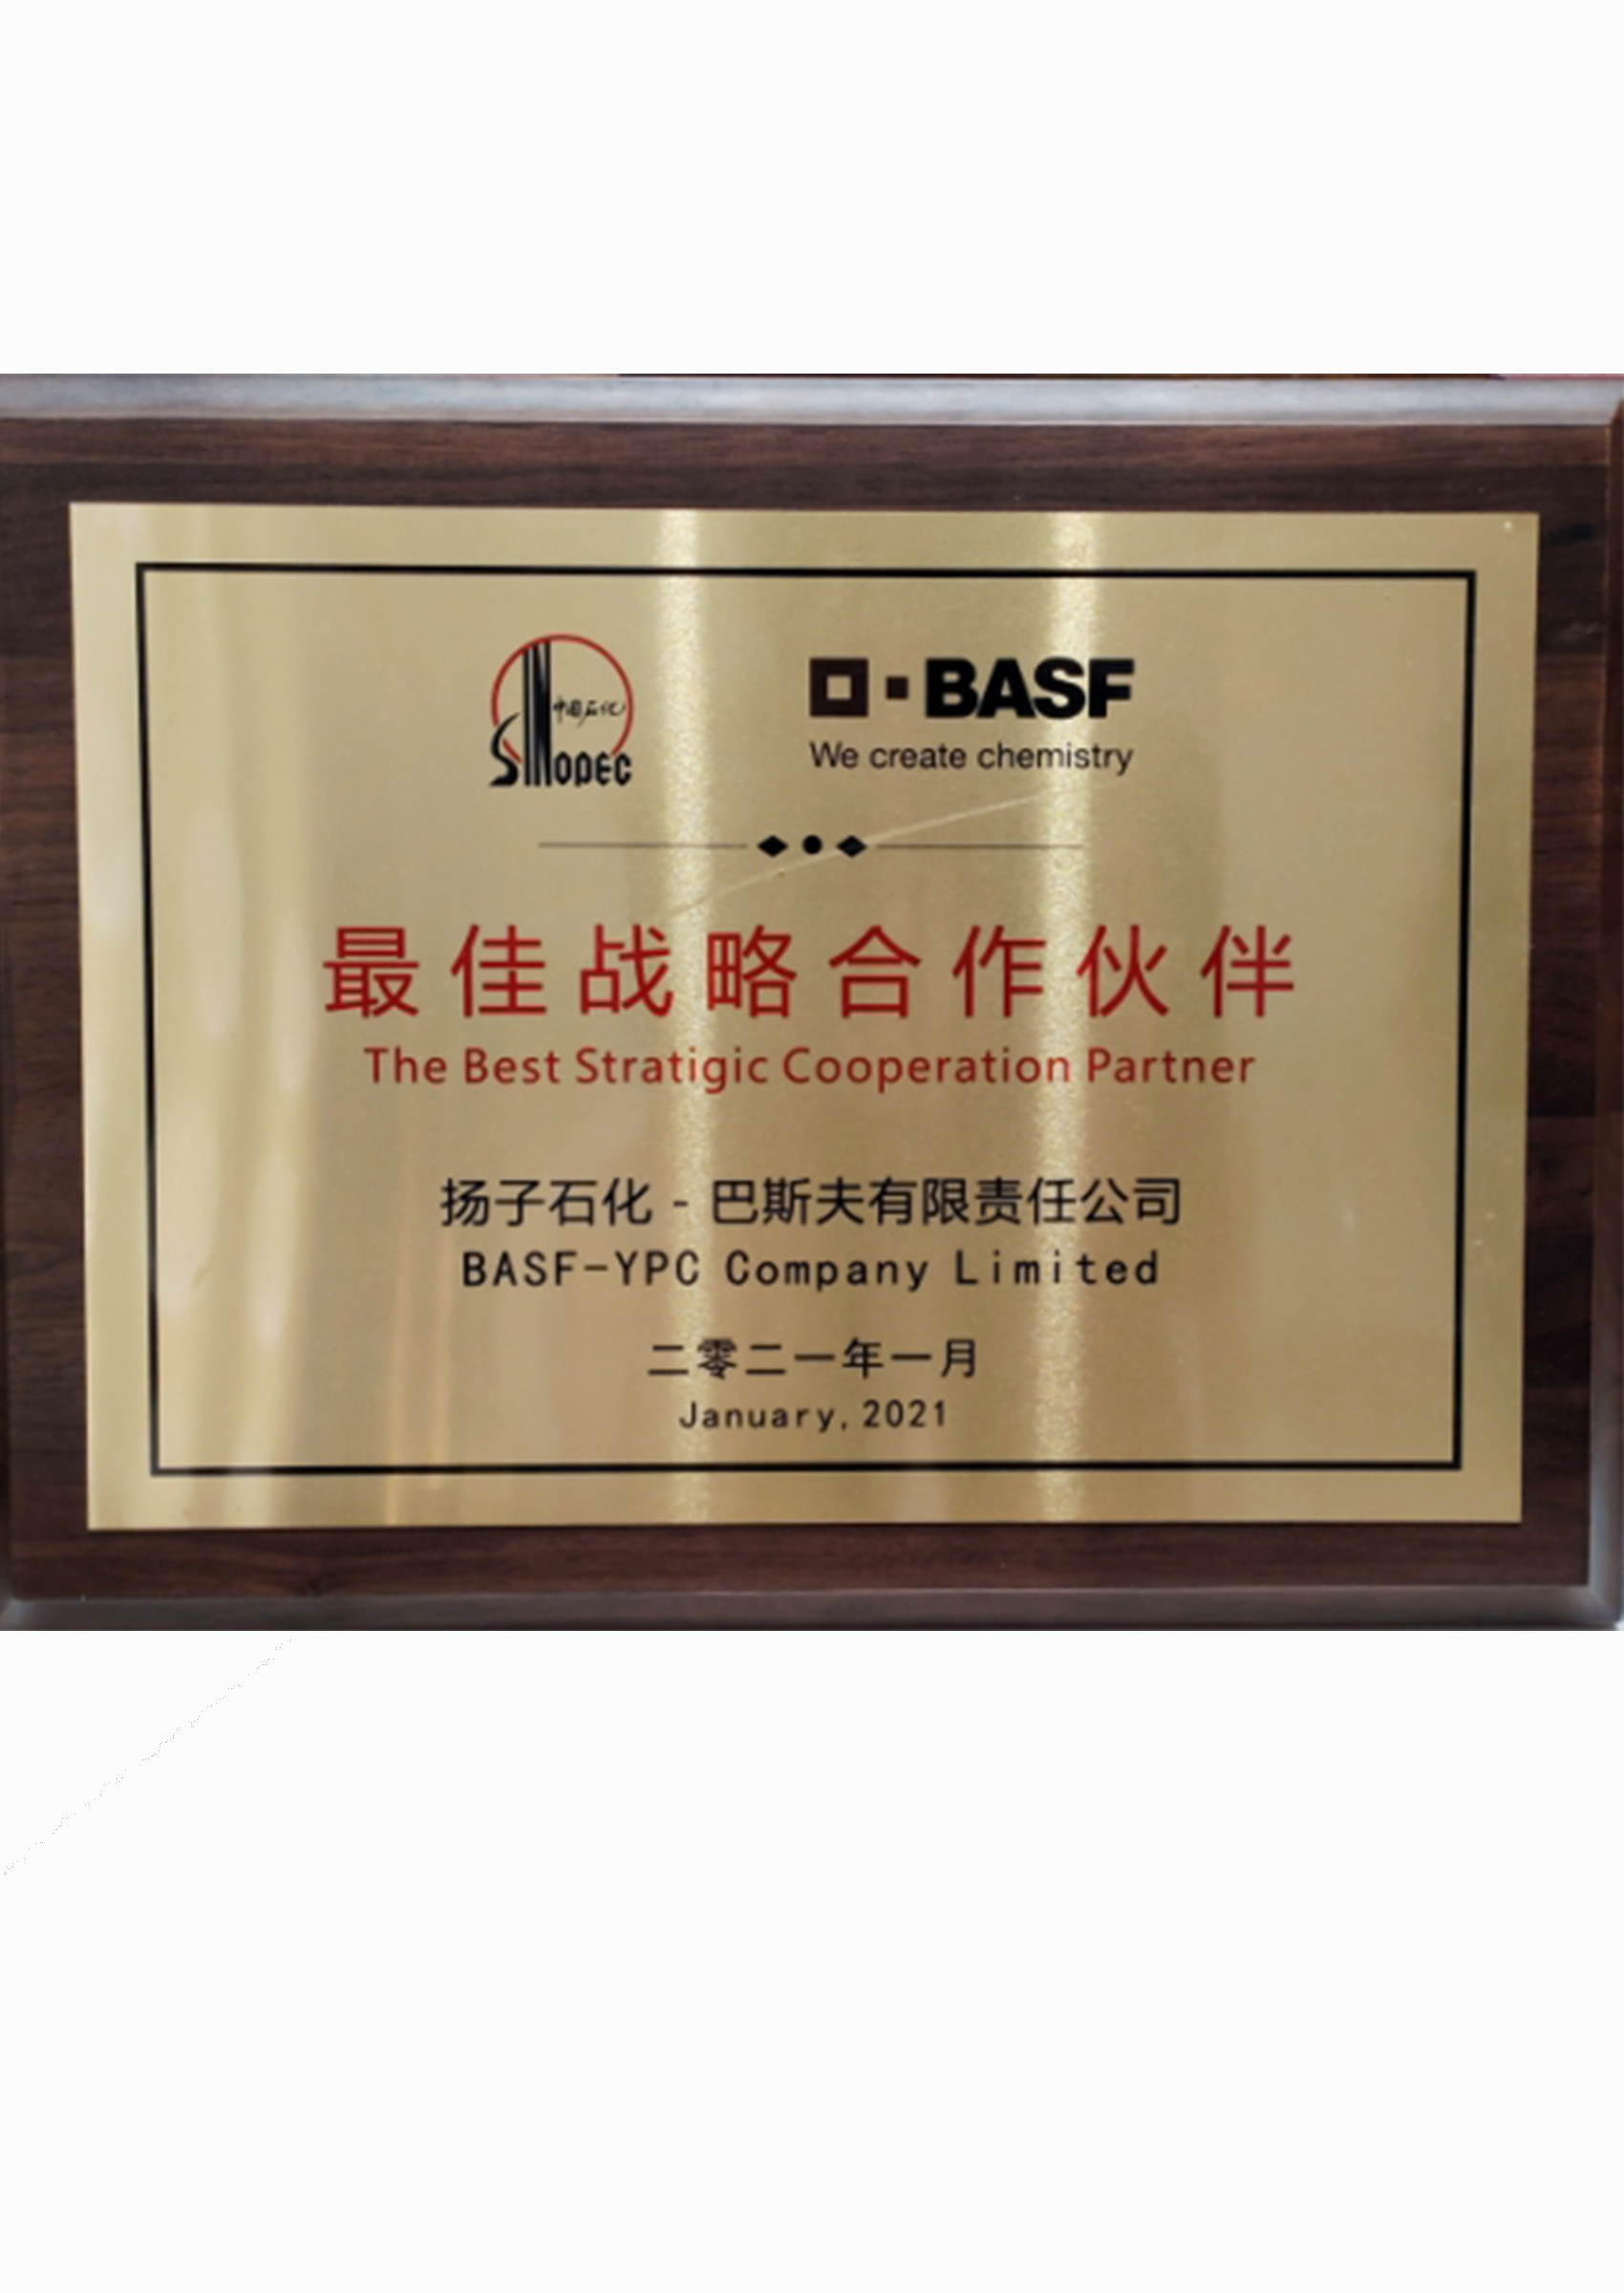 中国石化
SINOPEC
BASF
We create chemistry
最佳战略合作伙伴
The Best Stratigic Cooperation Partner
扬子石化 - 巴斯夫有限责任公司
BASF-YPC Company Limited
二零二一年一月
January, 2021